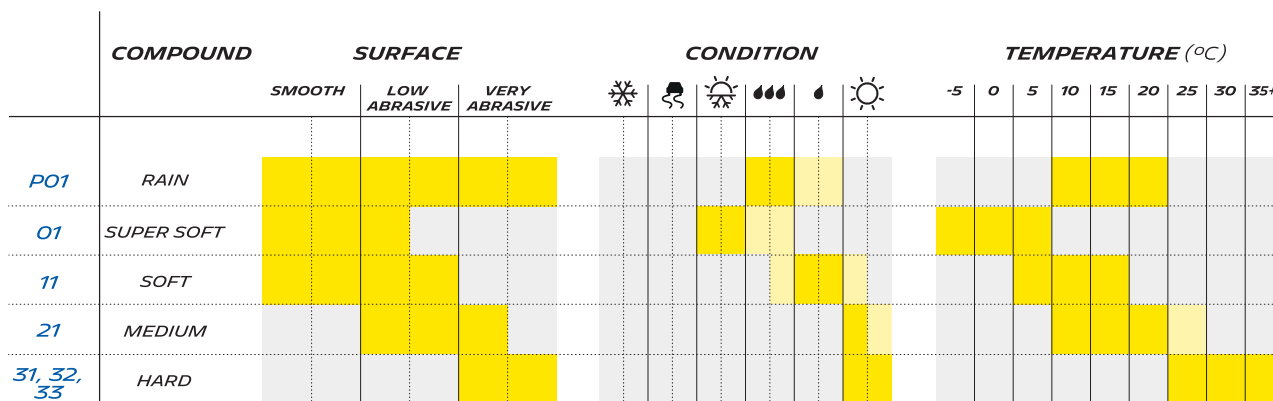 COMPOUND SURFACE CONDITION TEMPERATURE (ºC)
SMOOTH LOW ABRASIVE VERY ABRASIVE -5 0 5 10 15 20 25 30 35+
P01 RAIN
01 SUPER SOFT
11 SOFT
21 MEDIUM
31, 32, 33 HARD